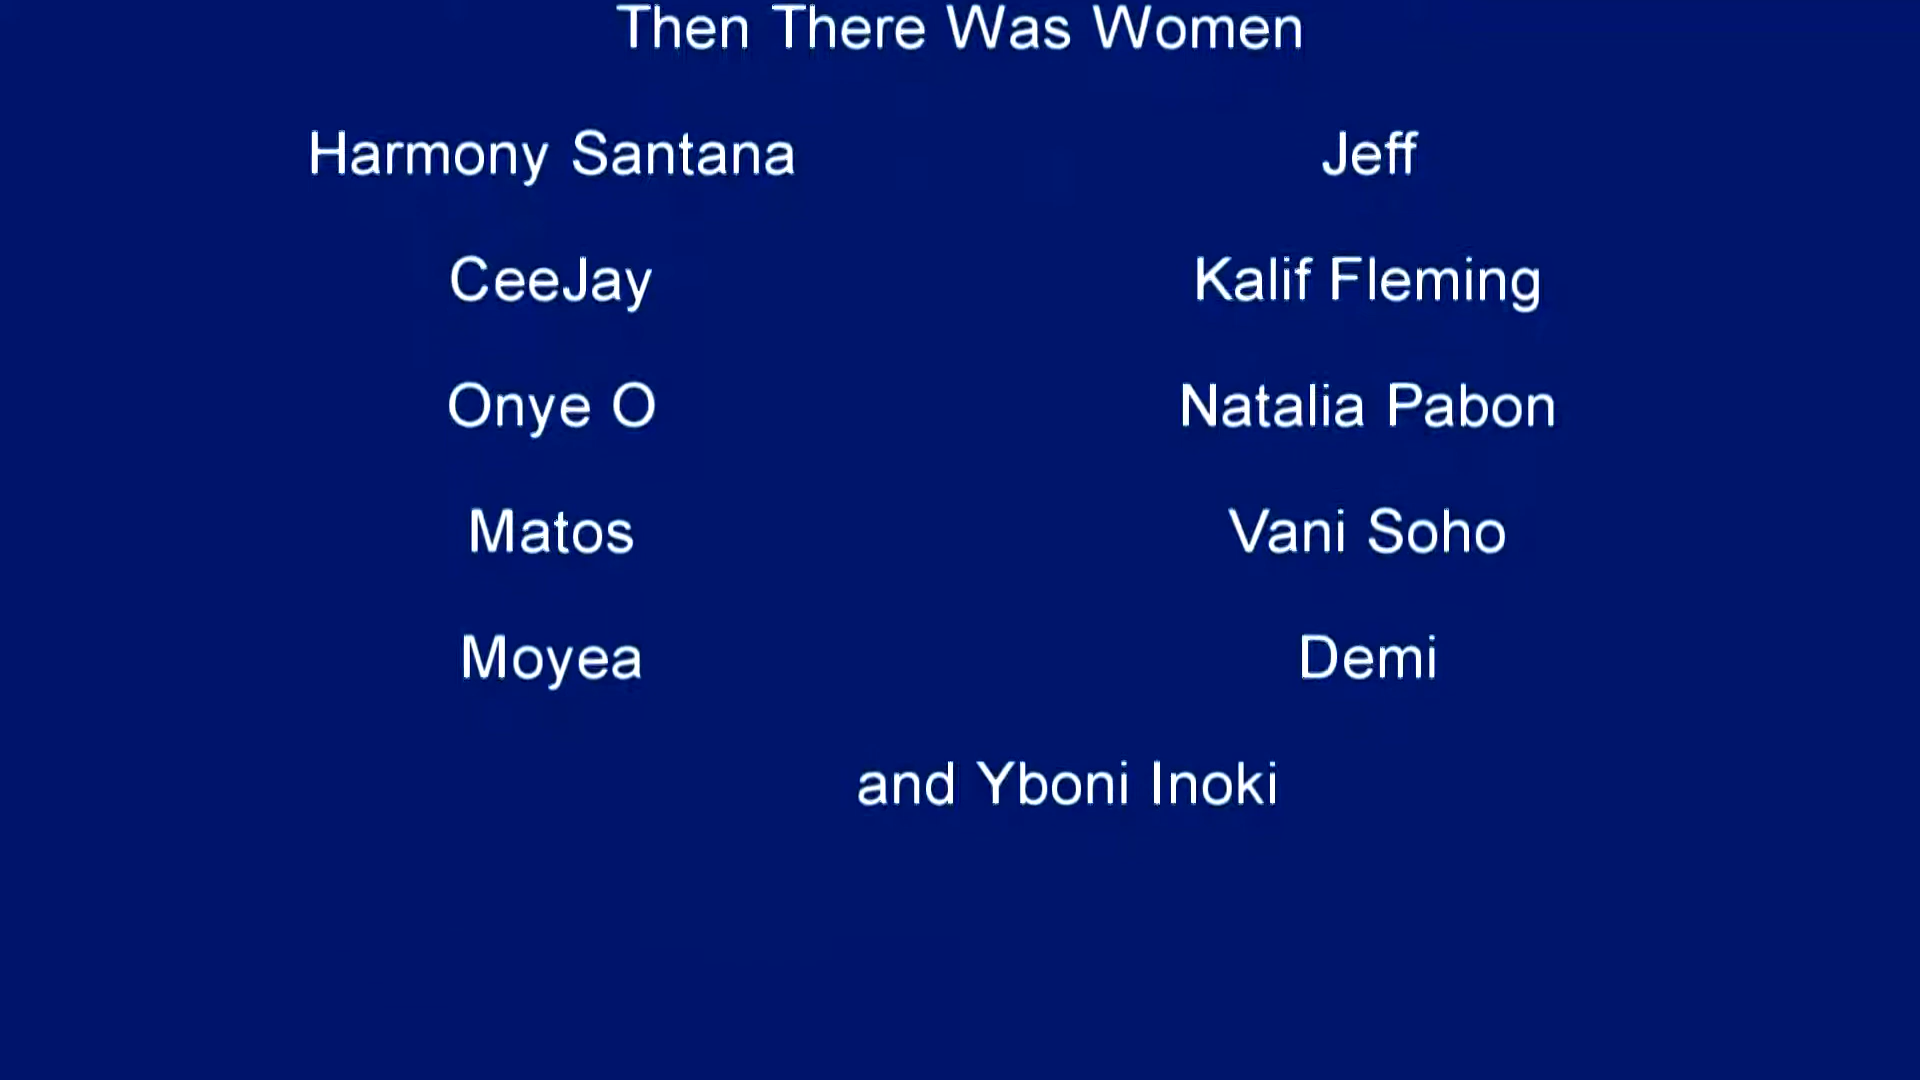 Then There Was Women
Harmony Santana Jeff
CeeJay Kalif Fleming
Onye O Natalia Pabon
Matos Vani Soho
Moyea Demi
and Yboni Inoki